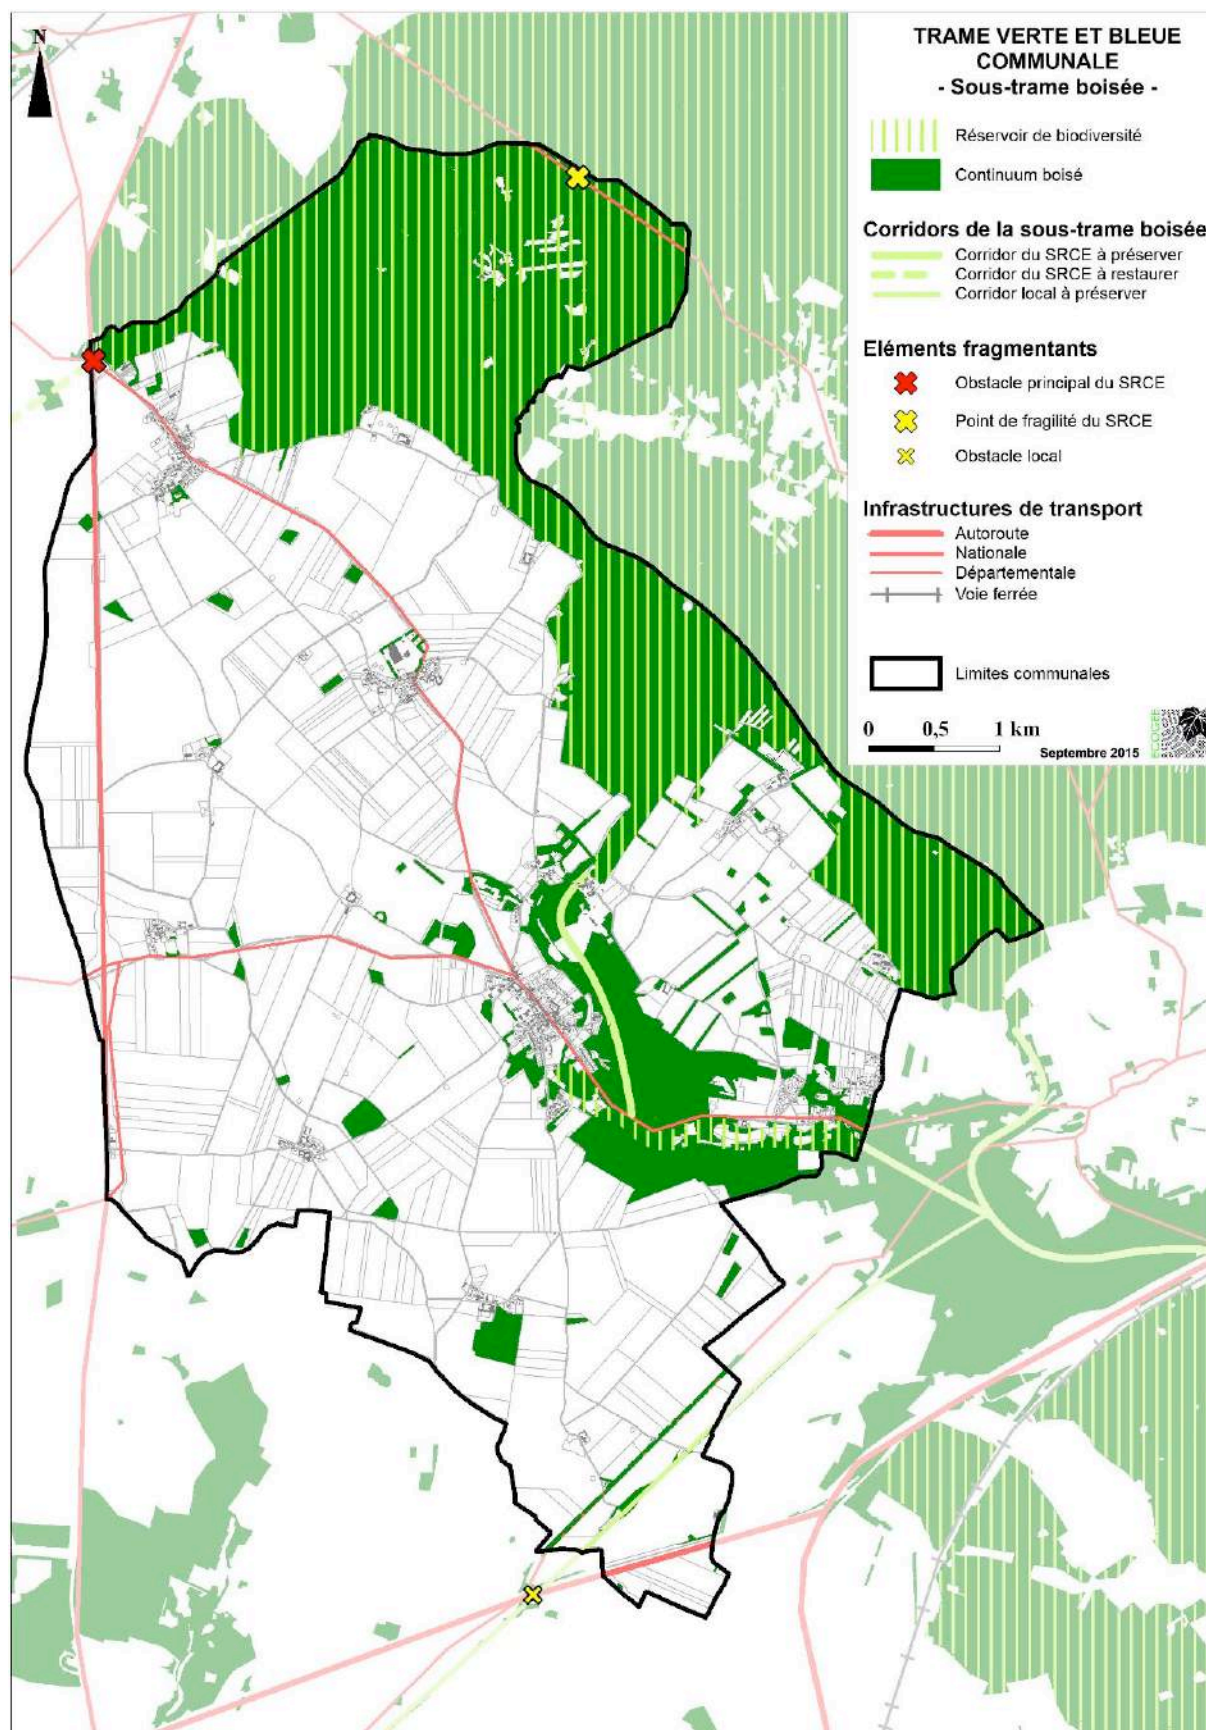 N
TRAME VERTE ET BLEUE
COMMUNALE
- Sous-trame boisée -
Réservoir de biodiversité
Continuum boisé
Corridors de la sous-trame boisée
Corridor du SRCE à préserver
Corridor du SRCE à restaurer
Corridor local à préserver
Eléments fragmentants
Obstacle principal du SRCE
Point de fragilité du SRCE
Obstacle local
Infrastructures de transport
Autoroute
Nationale
Départementale
Voie ferrée
Limites communales
0 0,5 1 km
Septembre 2015
ECOGEE